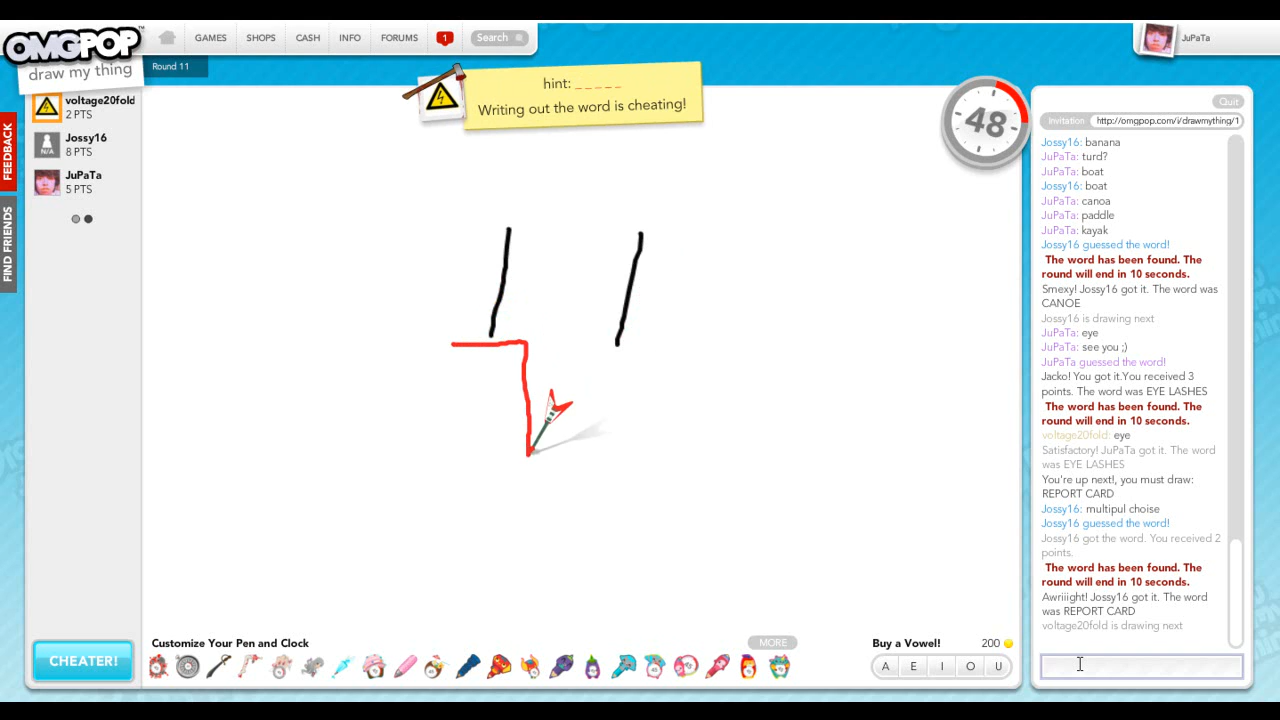 OMGPOP™
draw my thing
GAMES
SHOPS
CASH
INFO
FORUMS
1
Search
JuPaTa
Round 11
hint: _ _ _ _ _
Writing out the word is cheating!
48
FEEDBACK
FIND FRIENDS
voltage20fold
2 PTS
N/A
Jossy16
8 PTS
JuPaTa
5 PTS
Quit
Invitation http://omgpop.com/i/drawmything/1
Jossy16: banana
JuPaTa: turd?
JuPaTa: boat
Jossy16: boat
JuPaTa: canoa
JuPaTa: paddle
JuPaTa: kayak
Jossy16 guessed the word!
The word has been found. The
round will end in 10 seconds.
Smexy! Jossy16 got it. The word was
CANOE
Jossy16 is drawing next
JuPaTa: eye
JuPaTa: see you ;)
JuPaTa guessed the word!
Jacko! You got it.You received 3
points. The word was EYE LASHES
The word has been found. The
round will end in 10 seconds.
voltage20fold: eye
Satisfactory! JuPaTa got it. The word
was EYE LASHES
You're up next!, you must draw:
REPORT CARD
Jossy16: multipul choise
Jossy16 guessed the word!
Jossy16 got the word. You received 2
points.
The word has been found. The
round will end in 10 seconds.
Awriiight! Jossy16 got it. The word
was REPORT CARD
voltage20fold is drawing next
CHEATER!
Customize Your Pen and Clock
MORE
Buy a Vowel!
200
A E I O U